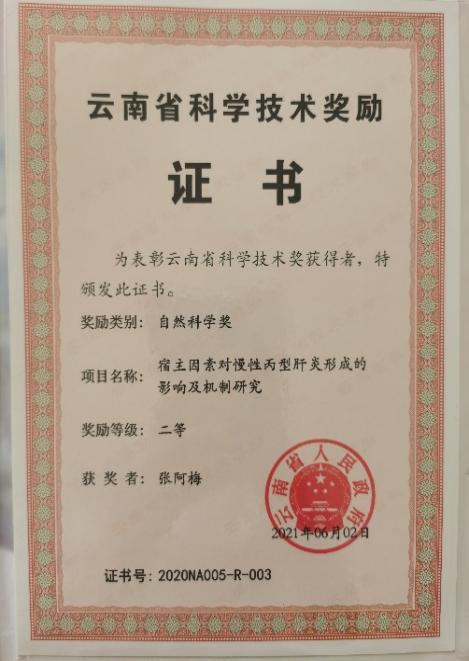 云南省科学技术奖励
证 书
为表彰云南省科学技术奖获得者，特
颁发此证书。
奖励类别： 自然科学奖
项目名称： 宿主因素对慢性丙型肝炎形成的
影响及机制研究
奖励等级： 二等
获 奖 者： 张阿梅
云南省人民政府
2021年06月02日
证书号：2020NA005-R-003